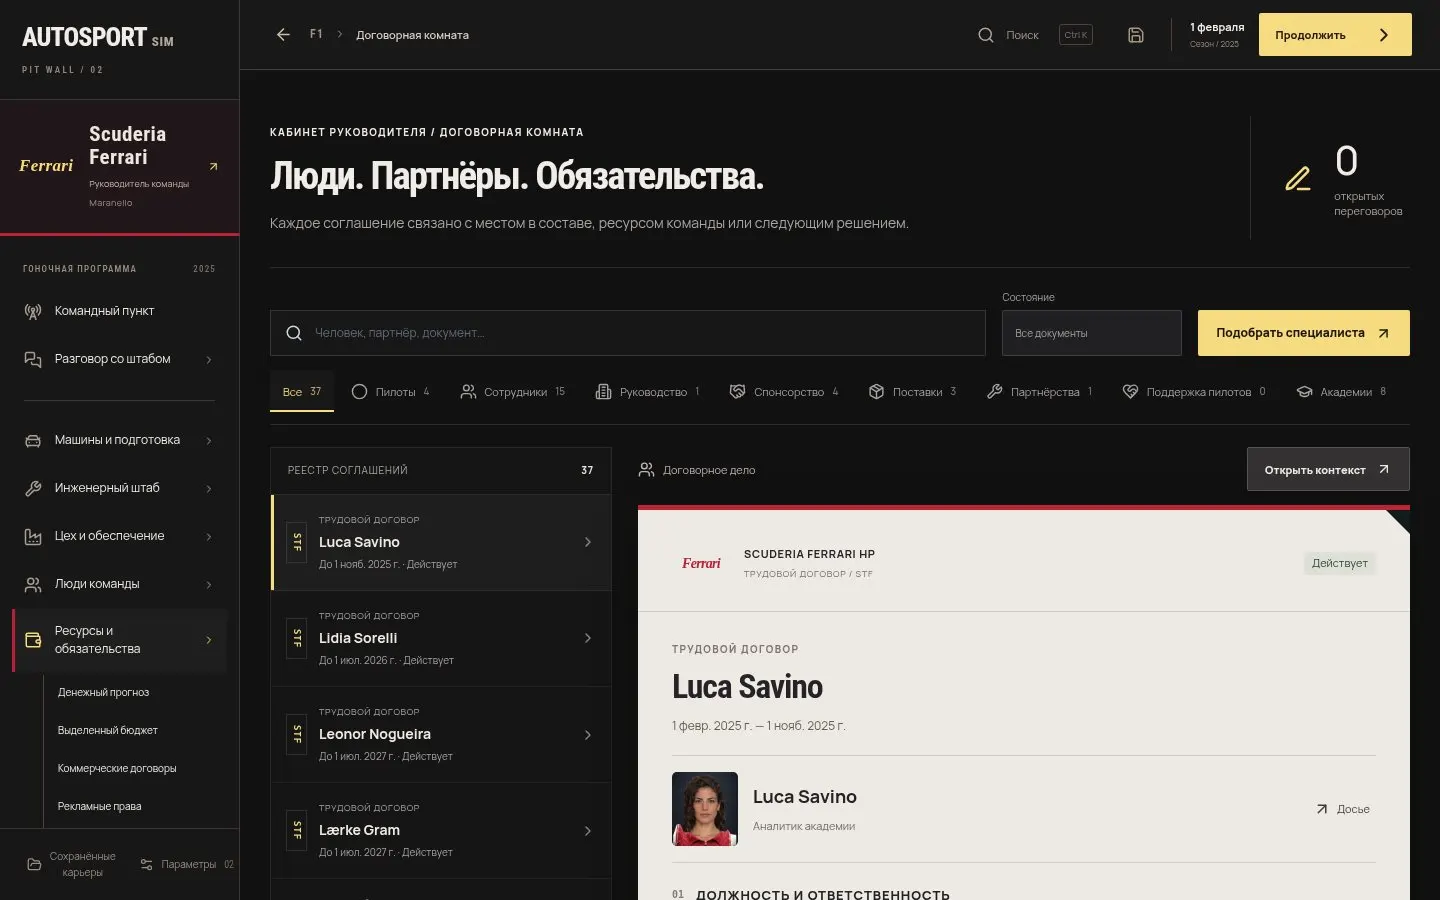 AUTOSPORT SIM
PIT WALL / 02
Ferrari
Scuderia
Ferrari
Руководитель команды
Maranello
ГОНОЧНАЯ ПРОГРАММА 2025
Командный пункт
Разговор со штабом
Машины и подготовка
Инженерный штаб
Цех и обеспечение
Люди команды
Ресурсы и
обязательства
Денежный прогноз
Выделенный бюджет
Коммерческие договоры
Рекламные права
Сохранённые
карьеры
Параметры 02
F1 Договорная комната
Поиск Ctrl K
1 февраля
Сезон / 2025
Продолжить
КАБИНЕТ РУКОВОДИТЕЛЯ / ДОГОВОРНАЯ КОМНАТА
Люди. Партнёры. Обязательства.
Каждое соглашение связано с местом в составе, ресурсом команды или следующим решением.
0
открытых
переговоров
Человек, партнёр, документ...
Состояние
Все документы
Подобрать специалиста
Все 37 Пилоты 4 Сотрудники 15 Руководство 1 Спонсорство 4 Поставки 3 Партнёрства 1 Поддержка пилотов 0 Академии 8
РЕЕСТР СОГЛАШЕНИЙ 37
STF
ТРУДОВОЙ ДОГОВОР
Luca Savino
До 1 нояб. 2025 г. · Действует
STF
ТРУДОВОЙ ДОГОВОР
Lidia Sorelli
До 1 июл. 2026 г. · Действует
STF
ТРУДОВОЙ ДОГОВОР
Leonor Nogueira
До 1 июл. 2027 г. · Действует
STF
ТРУДОВОЙ ДОГОВОР
Lærke Gram
До 1 июл. 2027 г. · Действует
Договорное дело
Открыть контекст
Ferrari
SCUDERIA FERRARI HP
ТРУДОВОЙ ДОГОВОР / STF
Действует
ТРУДОВОЙ ДОГОВОР
Luca Savino
1 февр. 2025 г. — 1 нояб. 2025 г.
Luca Savino
Аналитик академии
Досье
01 ДОЛЖНОСТЬ И ОТВЕТСТВЕННОСТЬ